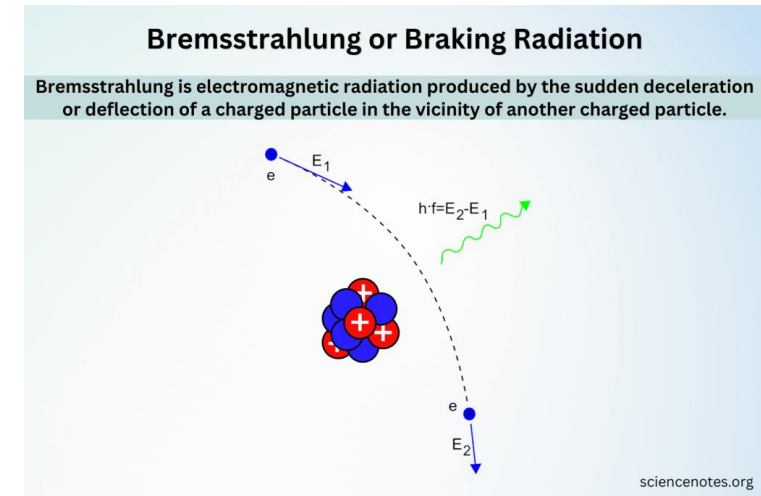 Bremsstrahlung or Braking Radiation
Bremsstrahlung is electromagnetic radiation produced by the sudden deceleration
or deflection of a charged particle in the vicinity of another charged particle.
E1
e
h·f=E2-E1
+
+
+
+
e
E2
sciencenotes.org